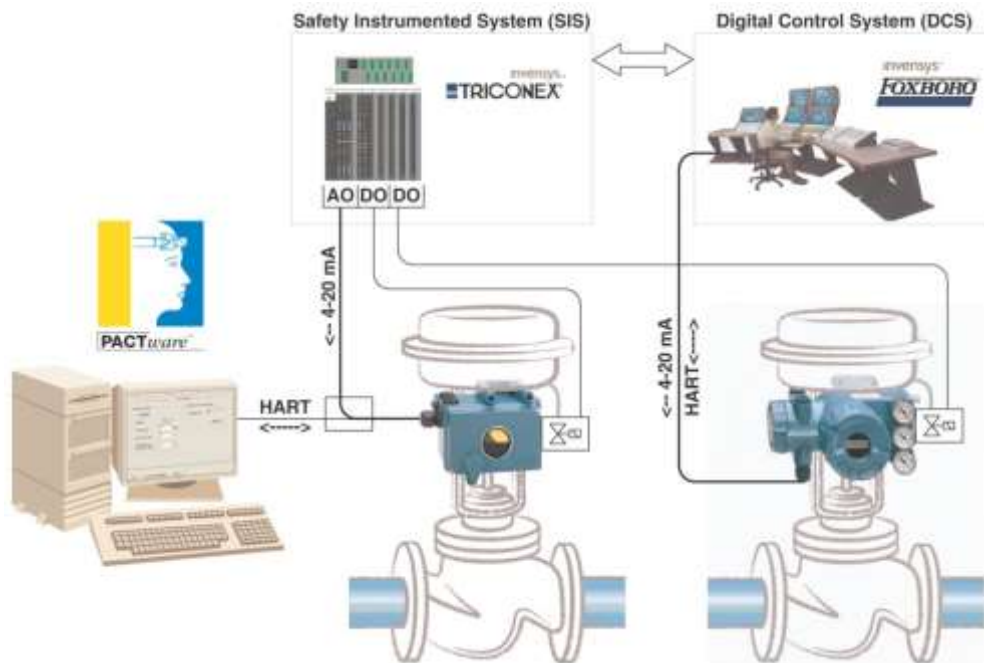 Safety Instrumented System (SIS)
Digital Control System (DCS)
invensys
TRICONEX
invensys
FOXBORO
AO DO DO
<-- 4-20 mA
<-- 4-20 mA
HART<---->
PACTware
HART
<----->